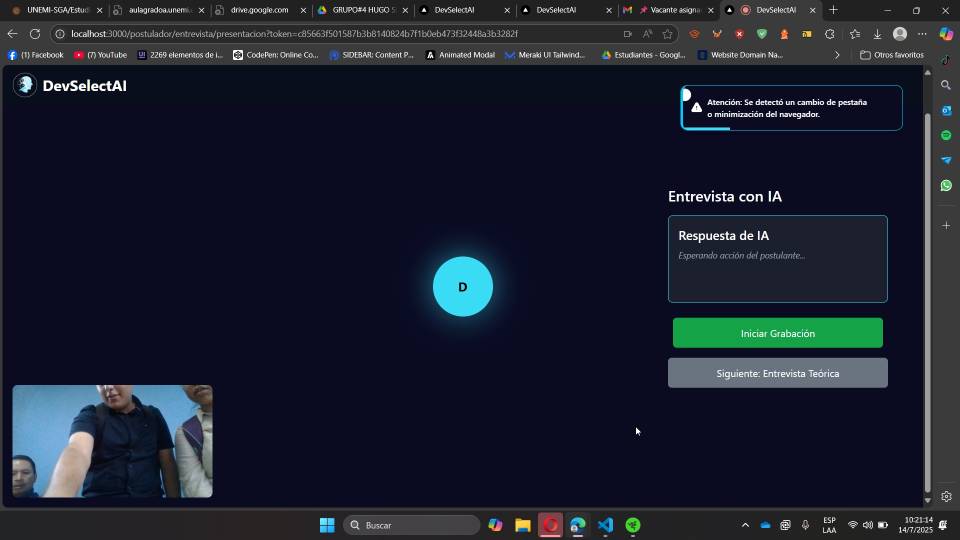 UNEMI-SGA/Estudi
aulagradoa.unemi.
drive.google.com
GRUPO#4 HUGO S
DevSelectAI
DevSelectAI
Vacante asigna
DevSelectAI
localhost:3000/postulador/entrevista/presentacion?token=c85663f501587b3b8140824b7f1b0eb473f32448a3b3282f
(1) Facebook
(7) YouTube
2269 elementos de i...
CodePen: Online Co...
SIDEBAR: Content P...
Animated Modal
Meraki UI Tailwind...
Estudiantes - Googl...
Website Domain Na...
Otros favoritos
DevSelectAI
Atención: Se detectó un cambio de pestaña
o minimización del navegador.
Entrevista con IA
Respuesta de IA
Esperando acción del postulante...
D
Iniciar Grabación
Siguiente: Entrevista Teórica
Buscar
ESP
LAA
10:21:14
14/7/2025